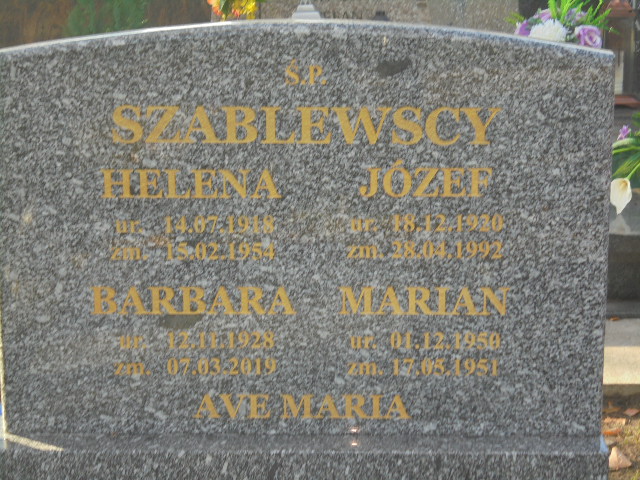 Ś.P.
SZABLEWSCY
HELENA JÓZEF
ur. 14.07.1918 ur. 18.12.1920
zm. 15.02.1954 zm. 28.04.1992
BARBARA MARIAN
ur. 12.11.1928 ur. 01.12.1950
zm. 07.03.2019 zm. 17.05.1951
AVE MARIA